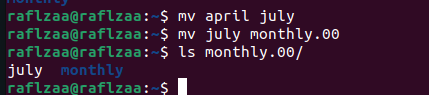 monthly
raflzaa@raflzaa:~$ mv april july
raflzaa@raflzaa:~$ mv july monthly.00
raflzaa@raflzaa:~$ ls monthly.00/
july  monthly
raflzaa@raflzaa:~$